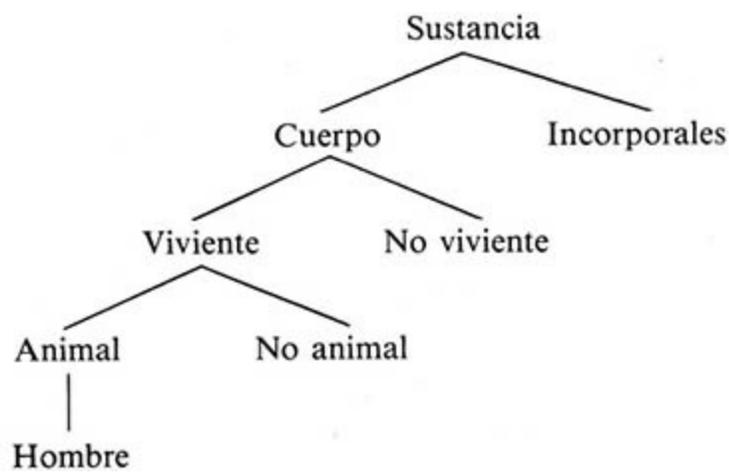 Sustancia
Cuerpo Incorporales
Viviente No viviente
Animal No animal
Hombre